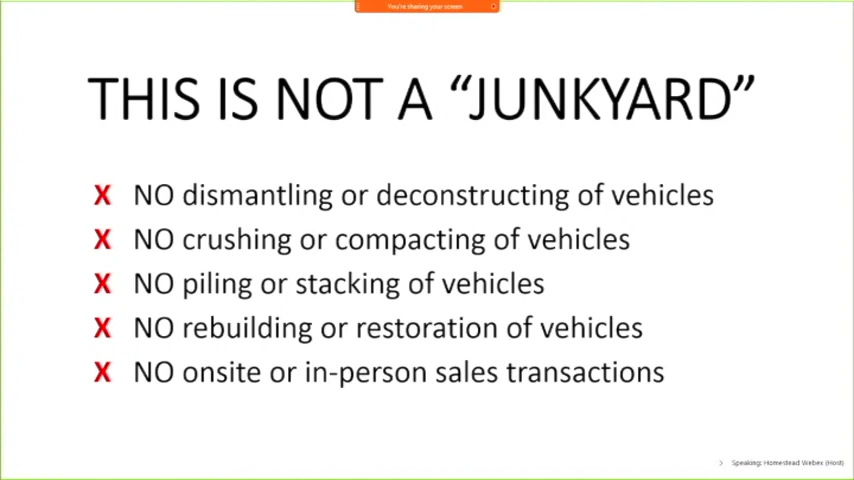 You're sharing your screen
THIS IS NOT A “JUNKYARD”
X NO dismantling or deconstructing of vehicles
X NO crushing or compacting of vehicles
X NO piling or stacking of vehicles
X NO rebuilding or restoration of vehicles
X NO onsite or in-person sales transactions
Speaking: Homestead Webex (Host)